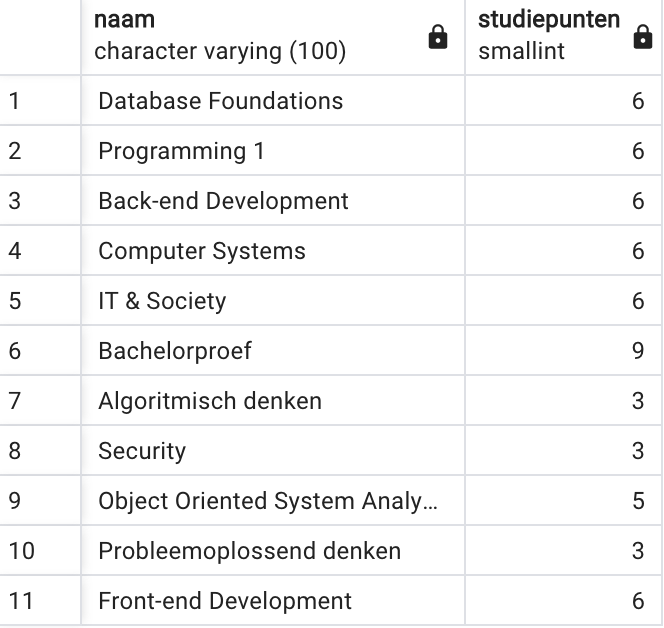 naam studiepunten
character varying (100) smallint
1 Database Foundations 6
2 Programming 1 6
3 Back-end Development 6
4 Computer Systems 6
5 IT & Society 6
6 Bachelorproef 9
7 Algoritmisch denken 3
8 Security 3
9 Object Oriented System Analy... 5
10 Probleemoplossend denken 3
11 Front-end Development 6